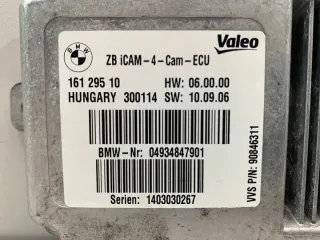 BMW
Valeo
ZB iCAM-4-Cam-ECU
161 295 10 HW: 06.00.00
HUNGARY 300114 SW: 10.09.06
BMW-Nr: 04934847901
Serien: 1403030267
VVS P/N: 90846311